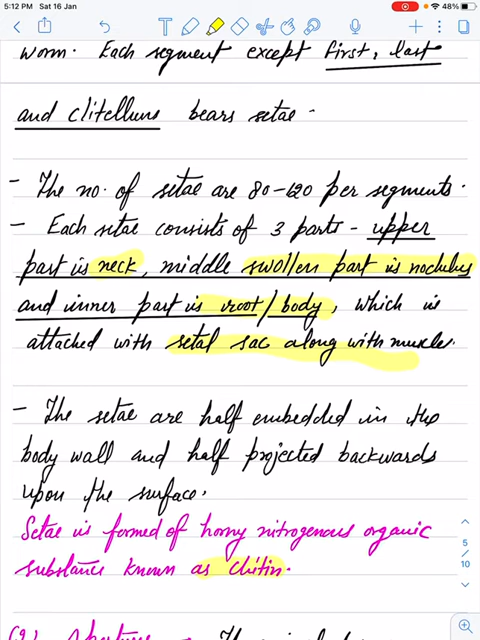 5:12 PM Sat 16 Jan
48%
worm. Each segment except first, last
and clitellum bears setae -
- The no. of setae are 80-120 per segments.
- Each setae consists of 3 parts - upper
part is neck, middle swollen part is nodulus
and inner part is root/body, which is
attached with setal sac along with muscle.
- The setae are half embedded in the
body wall and half projected backwards
upon the surface.
Setae is formed of horny nitrogenous organic
substance known as chitin.
5
/
10